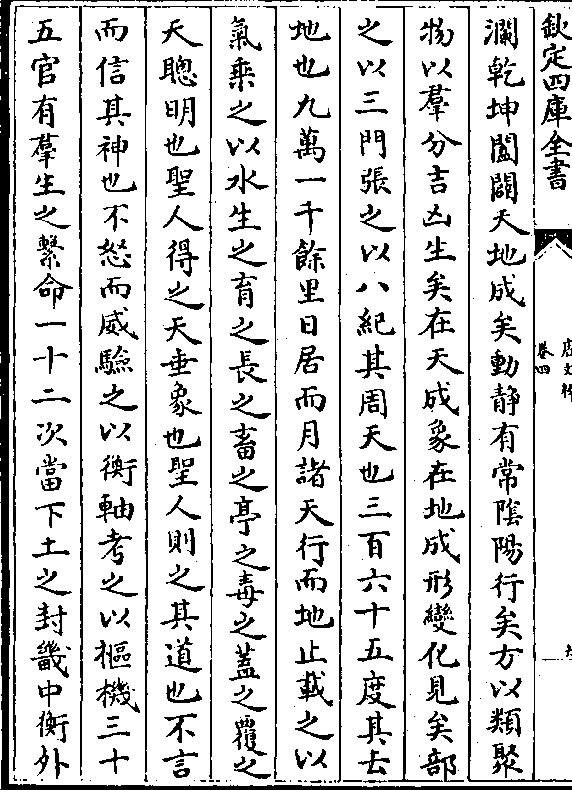 欽定四庫全書
卷四
瀾乾坤闔闢天地成矣動靜有常隂陽行矣方以類聚
物以羣分吉凶生矣在天成象在地成形變化見矣部
之以三門張之以八紀其周天也三百六十五度其去
地也九萬一千餘里日居而月諸天行而地止載之以
氣乘之以水生之育之長之畜之亭之毒之蓋之覆之
天聰明也聖人得之天垂象也聖人則之其道也不言
而信其神也不怒而威驗之以衡軸考之以樞機三十
五官有羣生之繫命一十二次當下土之封畿中衡外